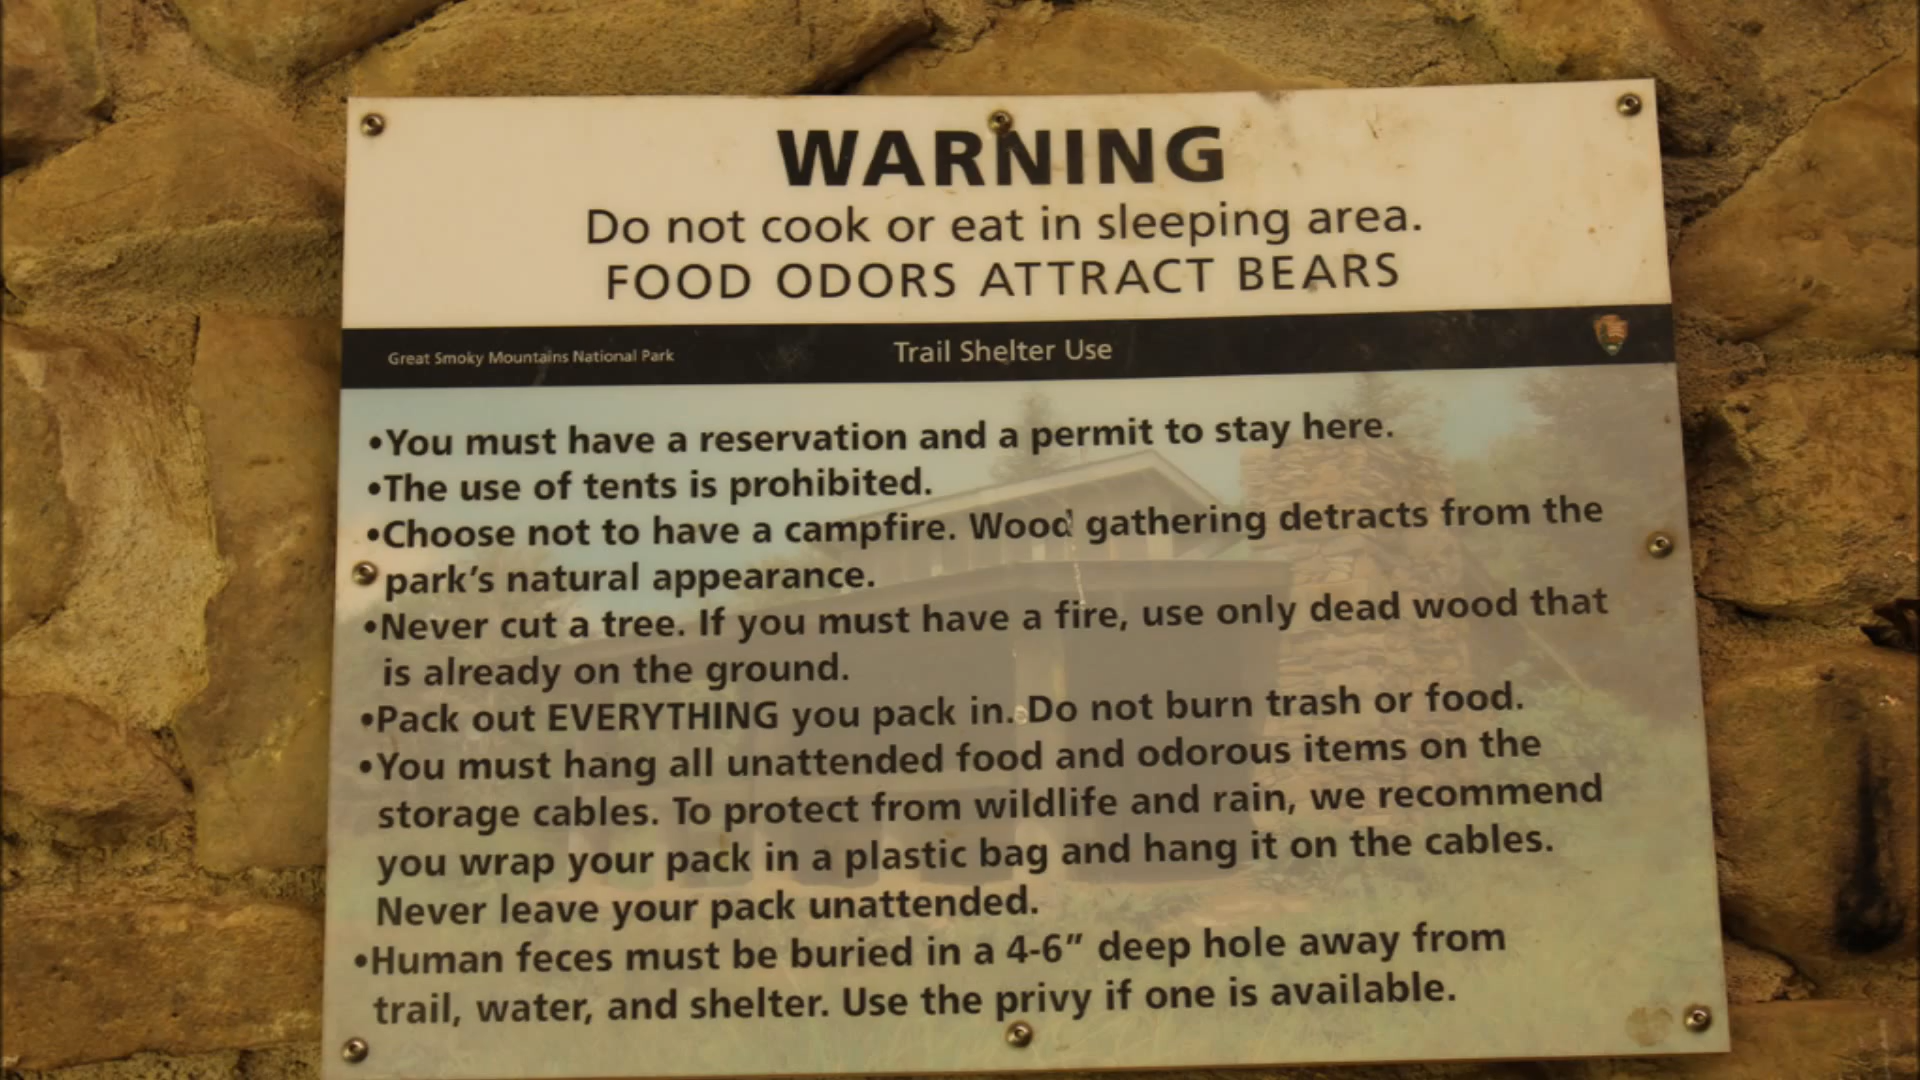 WARNING
Do not cook or eat in sleeping area.
FOOD ODORS ATTRACT BEARS
Great Smoky Mountains National Park
Trail Shelter Use
•You must have a reservation and a permit to stay here.
•The use of tents is prohibited.
•Choose not to have a campfire. Wood gathering detracts from the
park's natural appearance.
•Never cut a tree. If you must have a fire, use only dead wood that
is already on the ground.
•Pack out EVERYTHING you pack in. Do not burn trash or food.
•You must hang all unattended food and odorous items on the
storage cables. To protect from wildlife and rain, we recommend
you wrap your pack in a plastic bag and hang it on the cables.
Never leave your pack unattended.
•Human feces must be buried in a 4-6" deep hole away from
trail, water, and shelter. Use the privy if one is available.